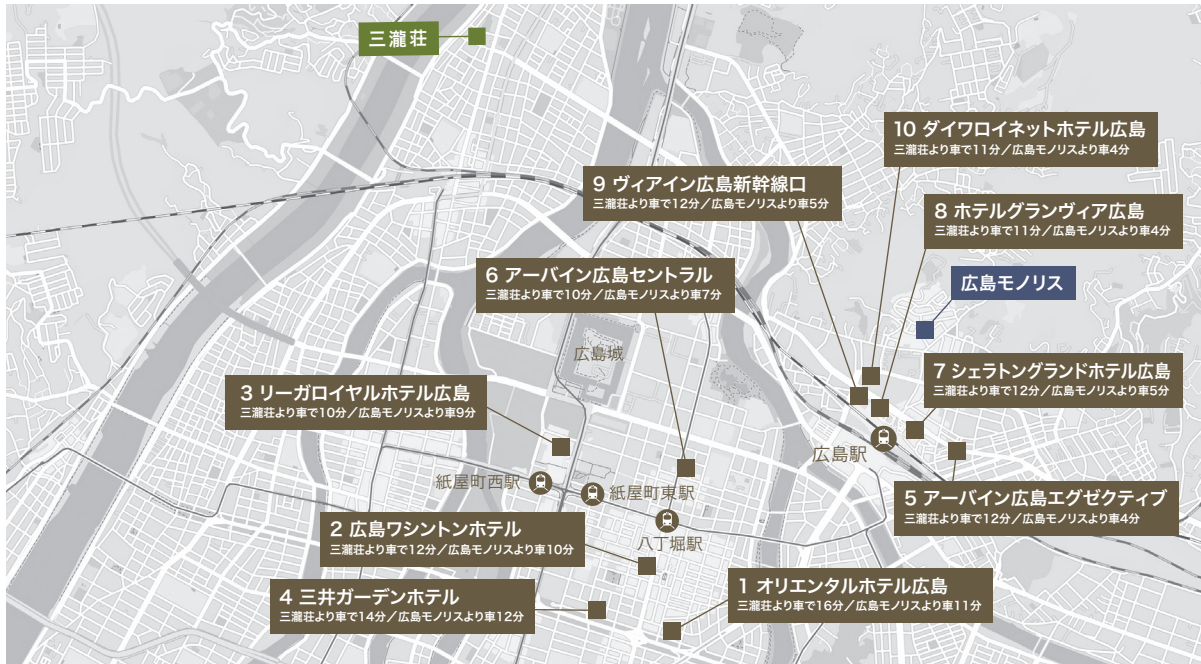 三瀧荘
10 ダイワロイネットホテル広島
三瀧荘より車で11分／広島モノリスより車4分
9 ヴィアイン広島新幹線口
三瀧荘より車で12分／広島モノリスより車5分
8 ホテルグランヴィア広島
三瀧荘より車で11分／広島モノリスより車4分
6 アーバイン広島セントラル
三瀧荘より車で10分／広島モノリスより車7分
広島モノリス
広島城
7 シェラトングランドホテル広島
三瀧荘より車で12分／広島モノリスより車5分
3 リーガロイヤルホテル広島
三瀧荘より車で10分／広島モノリスより車9分
広島駅
紙屋町西駅
紙屋町東駅
5 アーバイン広島エグゼクティブ
三瀧荘より車で12分／広島モノリスより車4分
2 広島ワシントンホテル
三瀧荘より車で12分／広島モノリスより車10分
八丁堀駅
4 三井ガーデンホテル
三瀧荘より車で14分／広島モノリスより車12分
1 オリエンタルホテル広島
三瀧荘より車で16分／広島モノリスより車11分